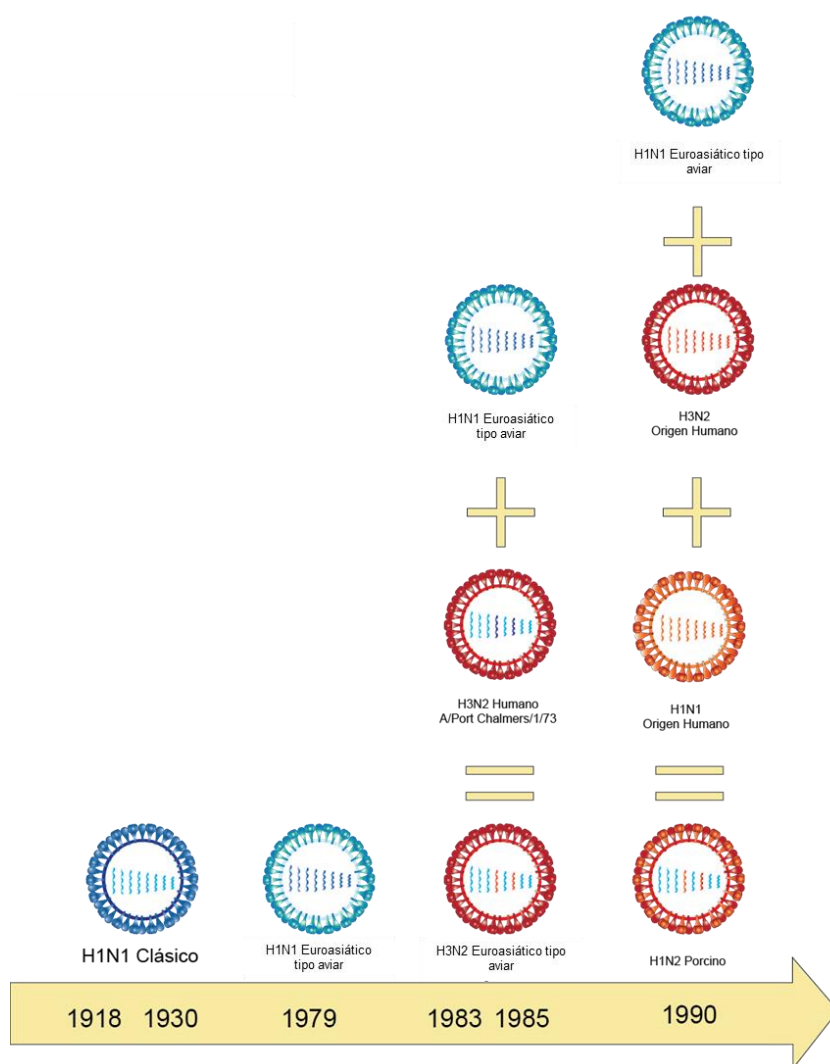 H1N1 Euroasiático tipo
aviar
H1N1 Euroasiático
tipo aviar
H3N2
Origen Humano
H3N2 Humano
A/Port Chalmers/1/73
H1N1
Origen Humano
H1N1 Clásico
H1N1 Euroasiático
tipo aviar
H3N2 Euroasiático tipo
aviar
H1N2 Porcino
1918 1930 1979 1983 1985 1990